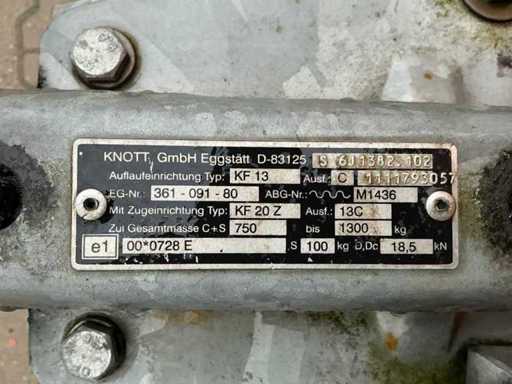 KNOTT GmbH Eggstätt D-83125 S 6J1382.102
Auflaufeinrichtung Typ: KF 13 Ausf.: C 1111793057
EG-Nr.: 361-091-80 ABG-Nr.: M1436
Mit Zugeinrichtung Typ: KF 20 Z Ausf.: 13C
Zul Gesamtmasse C+S 750 bis 1300 kg
e1 00*0728 E S 100 kg D,Dc 18,5 kN